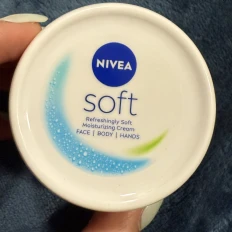 NIVEA
soft
Refreshingly Soft
Moisturizing Cream
FACE | BODY | HANDS